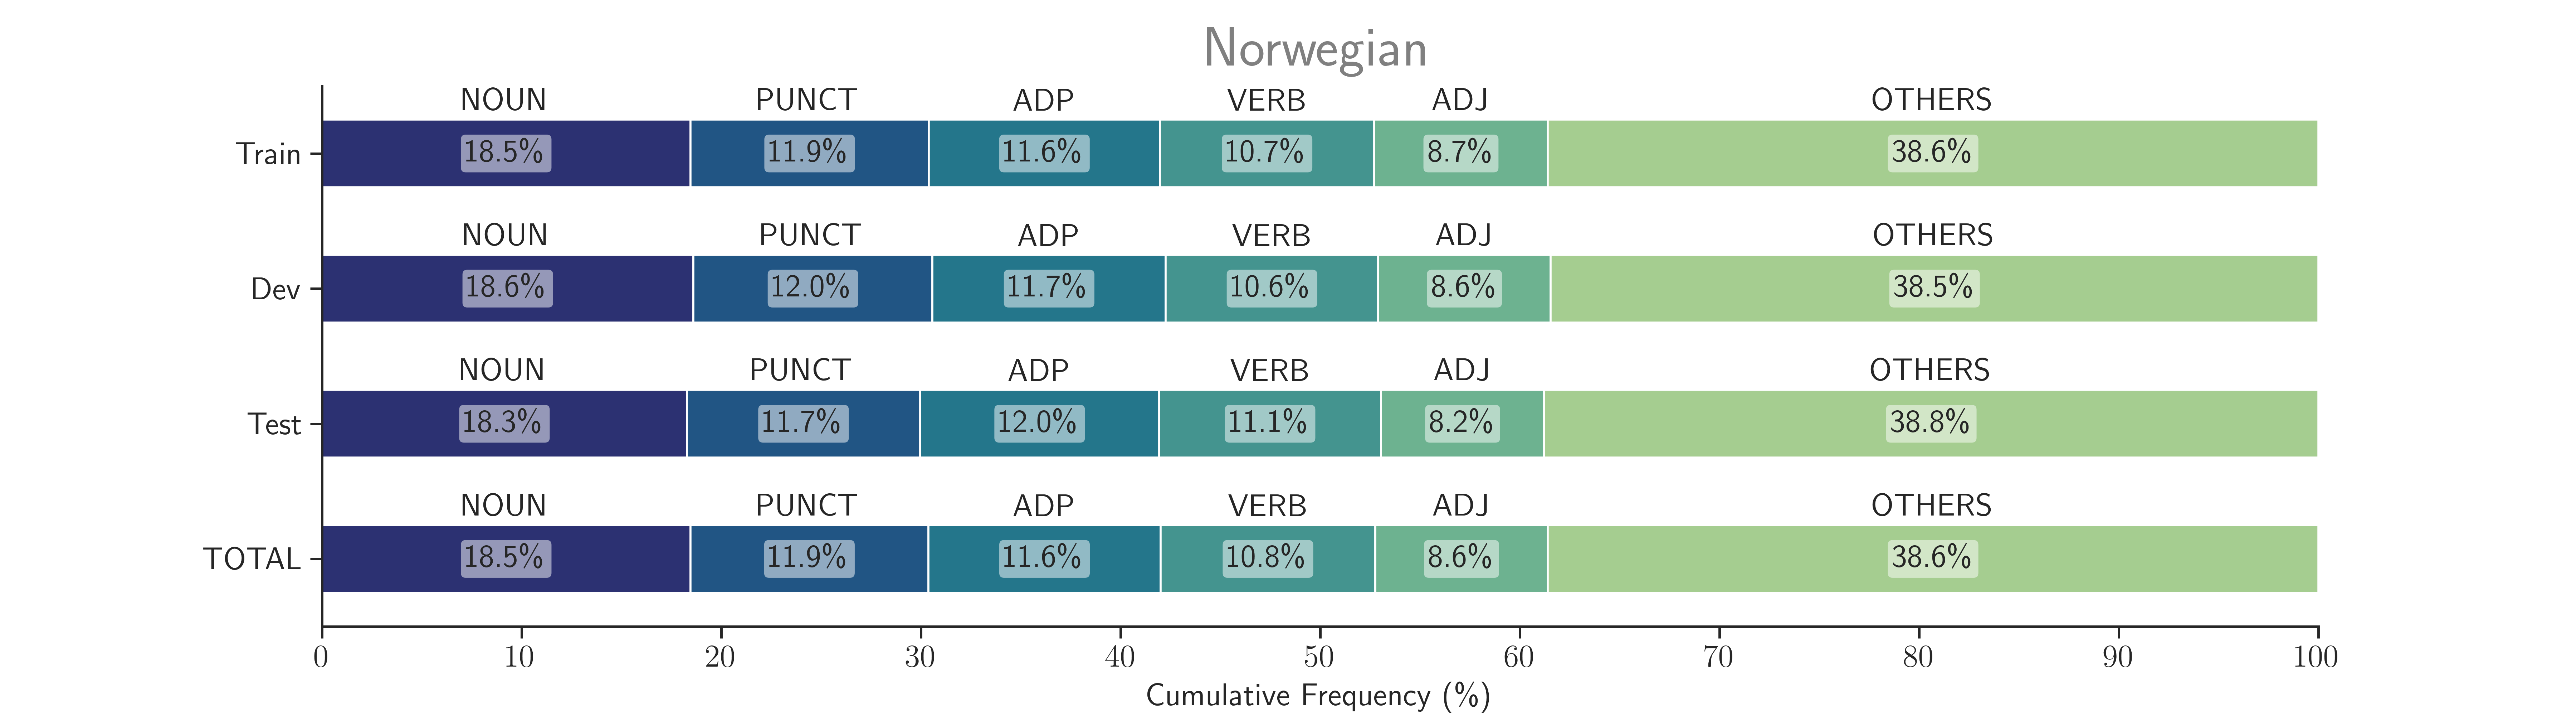 Norwegian
NOUN PUNCT ADP VERB ADJ OTHERS
Train 18.5% 11.9% 11.6% 10.7% 8.7% 38.6%
NOUN PUNCT ADP VERB ADJ OTHERS
Dev 18.6% 12.0% 11.7% 10.6% 8.6% 38.5%
NOUN PUNCT ADP VERB ADJ OTHERS
Test 18.3% 11.7% 12.0% 11.1% 8.2% 38.8%
NOUN PUNCT ADP VERB ADJ OTHERS
TOTAL 18.5% 11.9% 11.6% 10.8% 8.6% 38.6%
0 10 20 30 40 50 60 70 80 90 100
Cumulative Frequency (%)